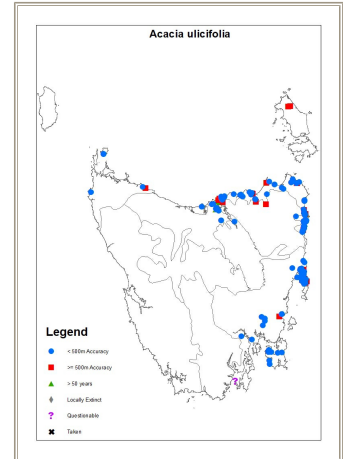 Acacia ulicifolia
Legend
< 500m Accuracy
>= 500m Accuracy
> 50 years
Locally Extinct
? Questionable
Taken